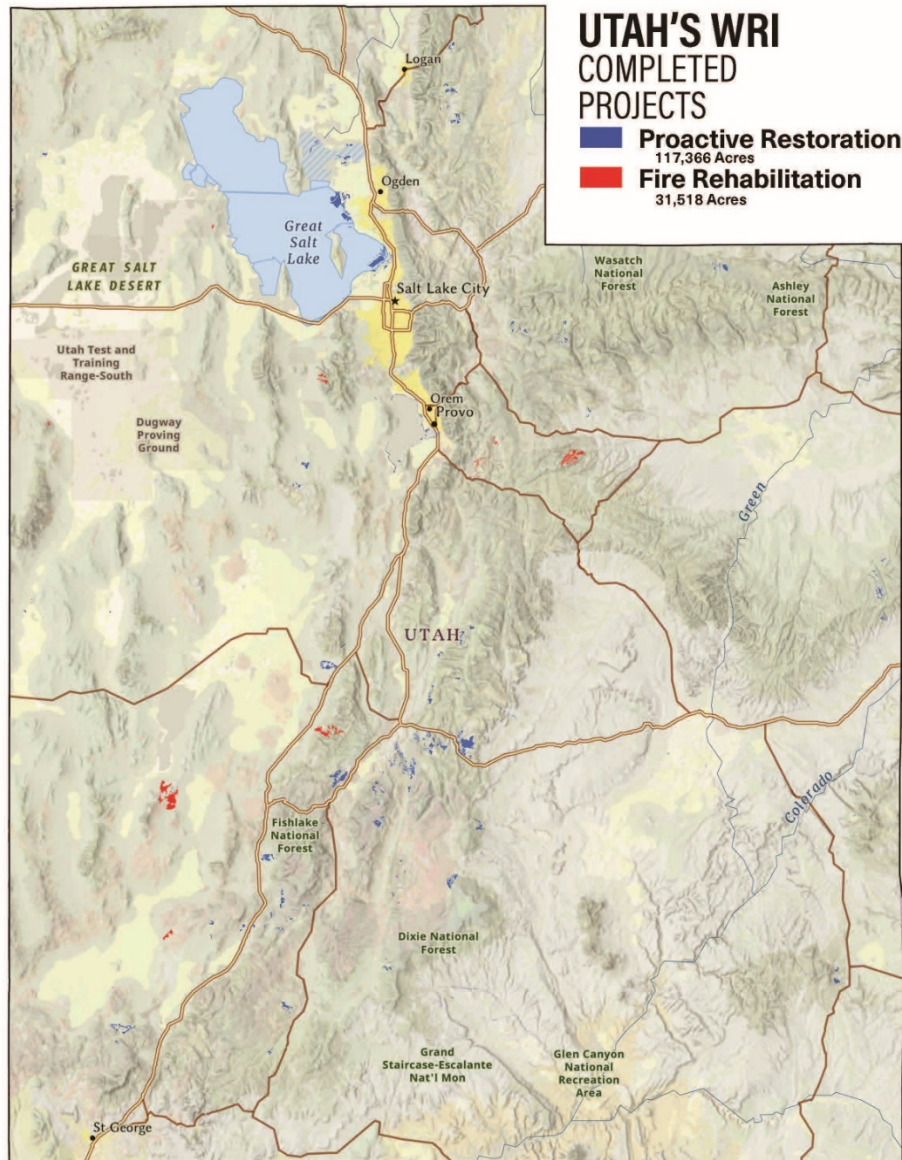 UTAH'S WRI
COMPLETED
PROJECTS
Proactive Restoration
117,366 Acres
Fire Rehabilitation
31,518 Acres
Logan
Ogden
Great
Salt
Lake
GREAT SALT
LAKE DESERT
Salt Lake City
Wasatch
National
Forest
Ashley
National
Forest
Utah Test and
Training
Range-South
Dugway
Proving
Ground
Orem
Provo
Green
UTAH
Colorado
Fishlake
National
Forest
Dixie National
Forest
Grand
Staircase-Escalante
Nat'l Mon
Glen Canyon
National
Recreation
Area
St George